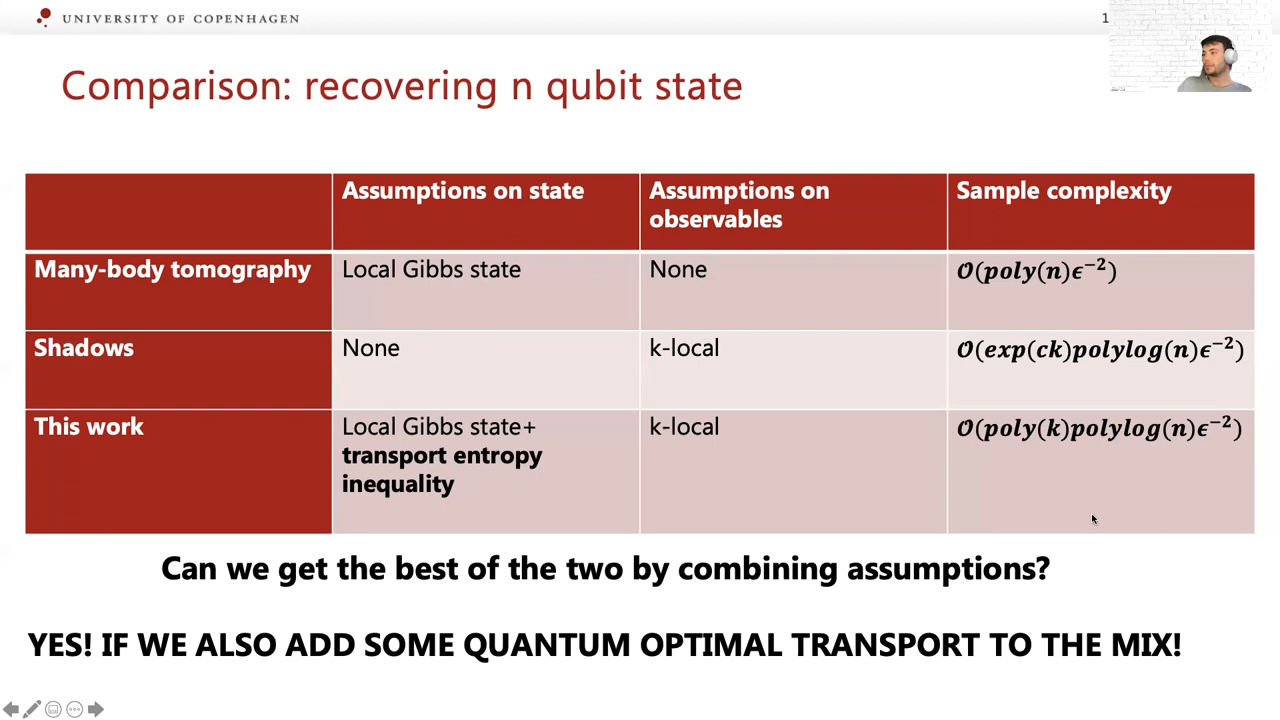 UNIVERSITY OF COPENHAGEN
1
Comparison: recovering n qubit state
Assumptions on state
Assumptions on
observables
Sample complexity
Many-body tomography
Local Gibbs state
None
𝒪(poly(n)ϵ⁻²)
Shadows
None
k-local
𝒪(exp(ck)polylog(n)ϵ⁻²)
This work
Local Gibbs state+
transport entropy
inequality
k-local
𝒪(poly(k)polylog(n)ϵ⁻²)
Can we get the best of the two by combining assumptions?
YES! IF WE ALSO ADD SOME QUANTUM OPTIMAL TRANSPORT TO THE MIX!